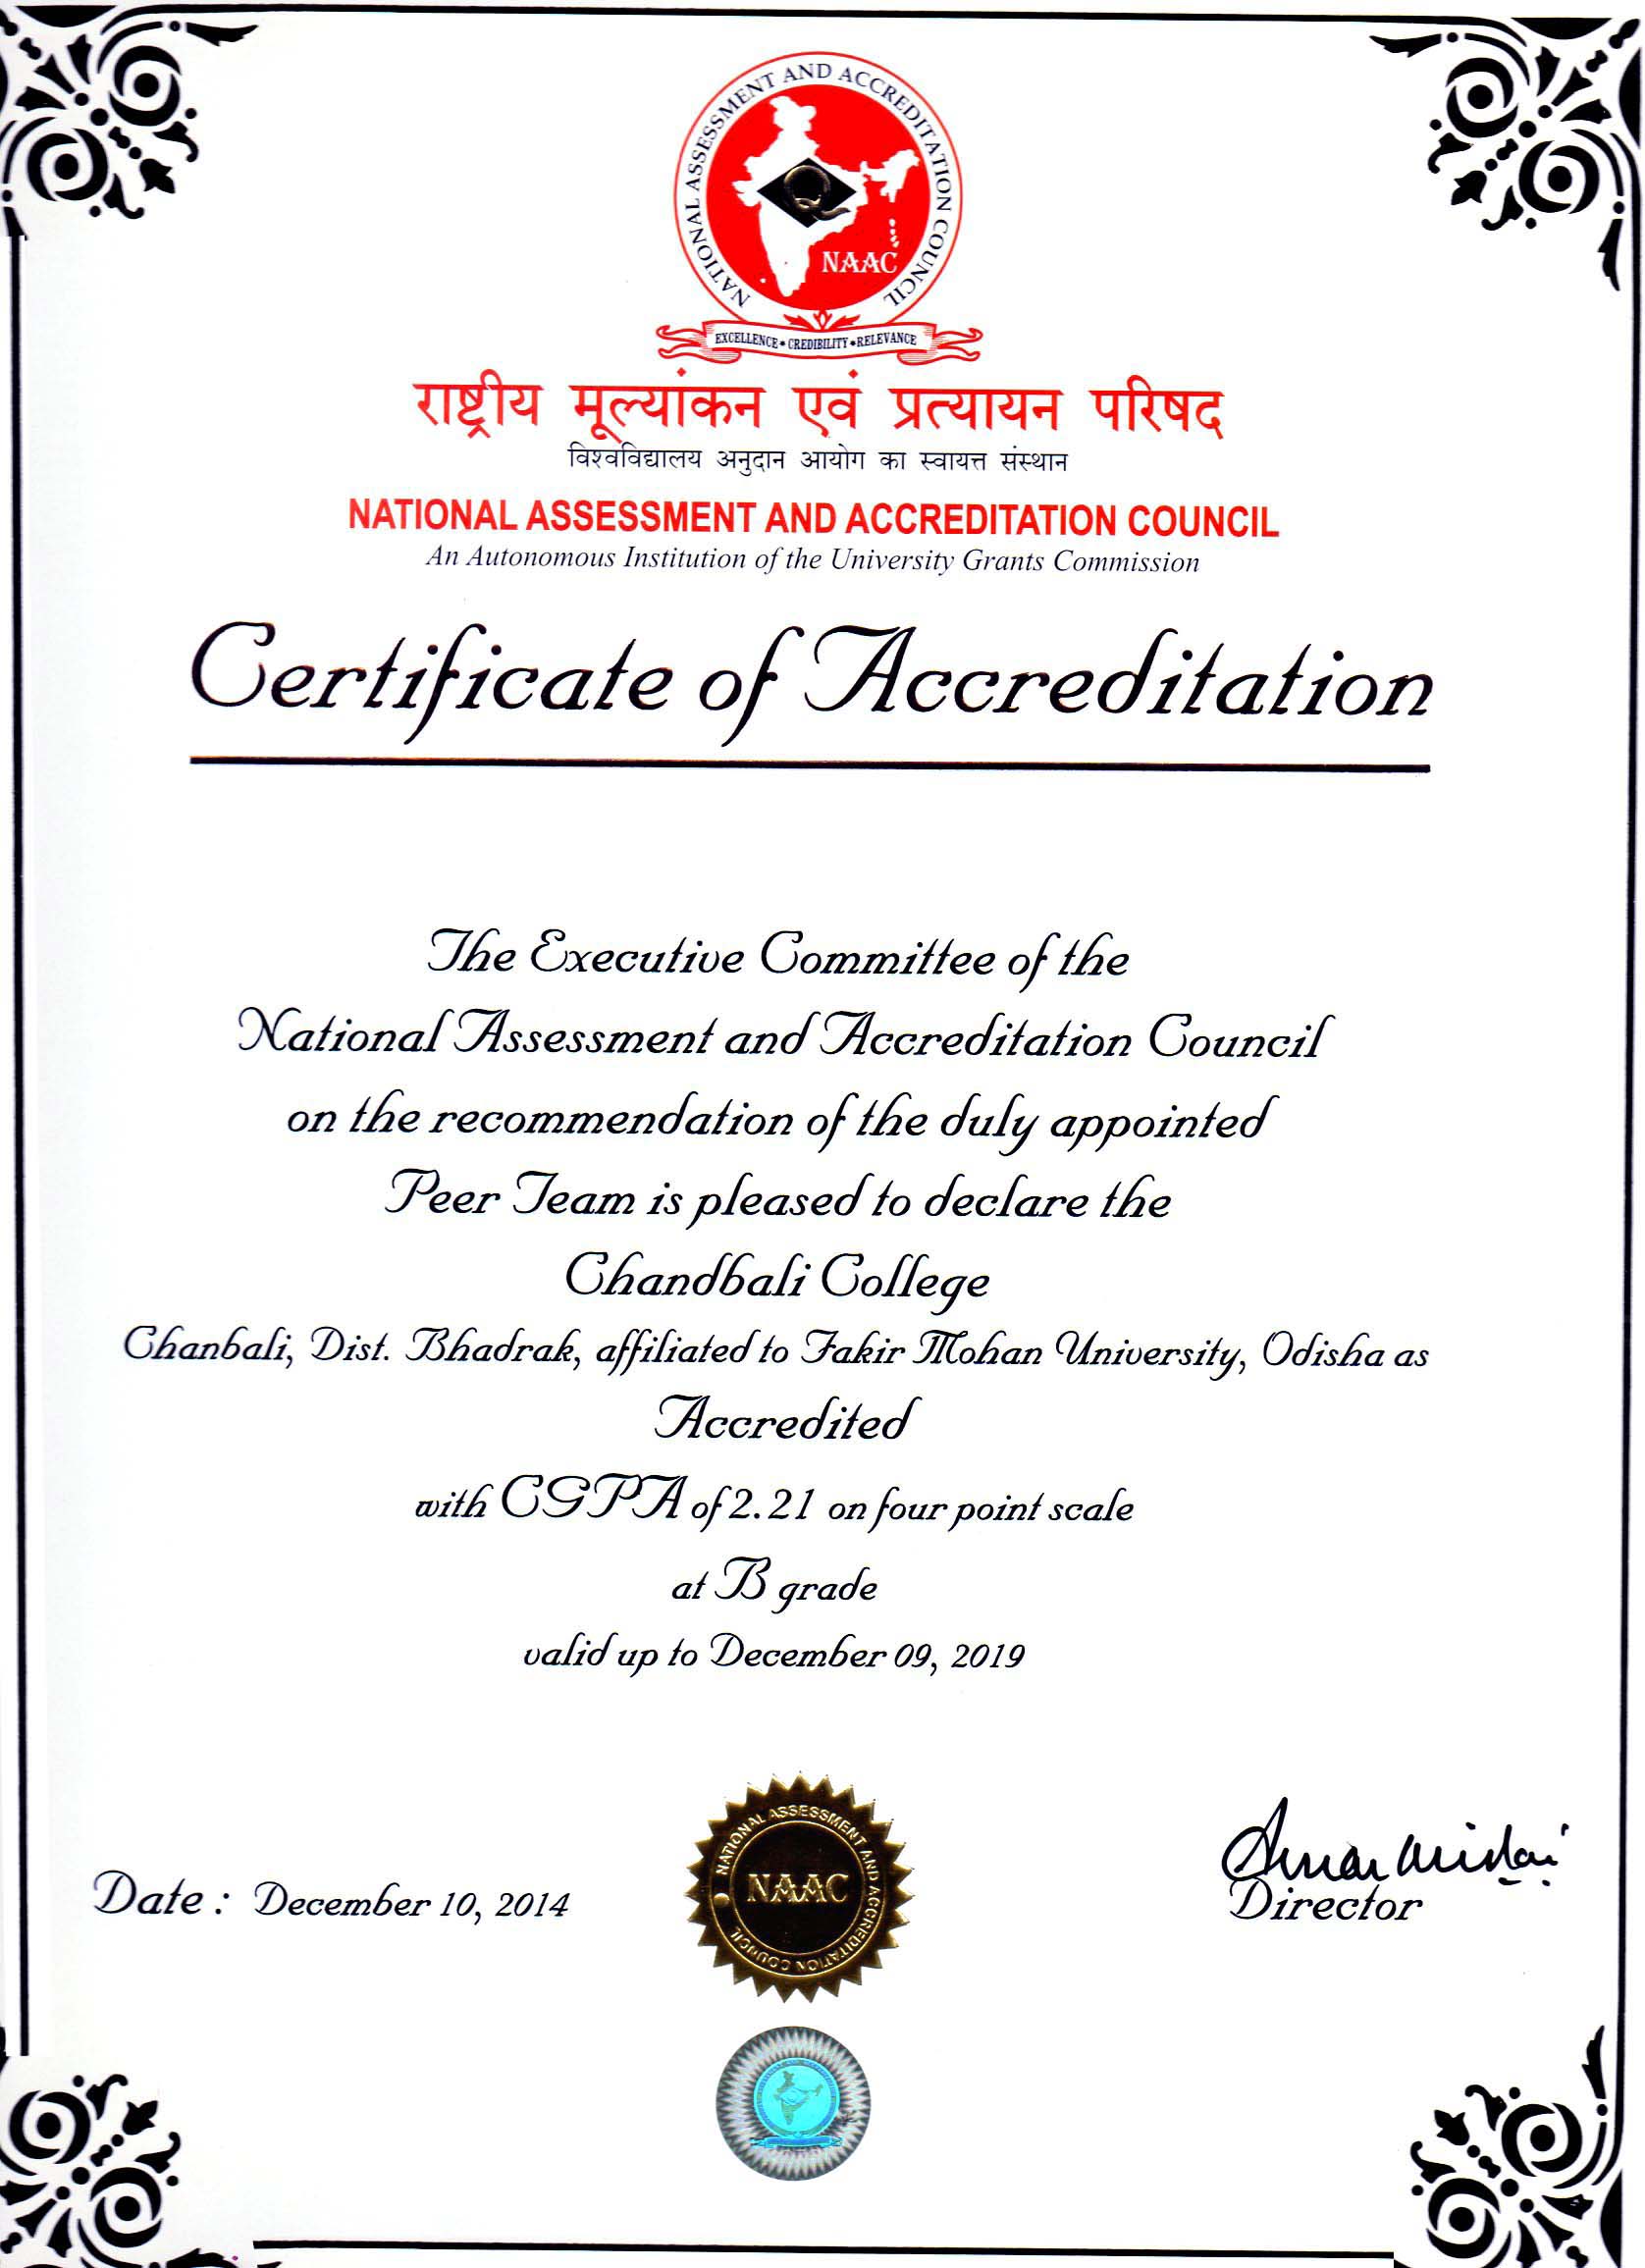 NATIONAL ASSESSMENT AND ACCREDITATION COUNCIL
NAAC
EXCELLENCE • CREDIBILITY • RELEVANCE
राष्ट्रीय मूल्यांकन एवं प्रत्यायन परिषद
विश्वविद्यालय अनुदान आयोग का स्वायत्त संस्थान
NATIONAL ASSESSMENT AND ACCREDITATION COUNCIL
An Autonomous Institution of the University Grants Commission
Certificate of Accreditation
The Executive Committee of the
National Assessment and Accreditation Council
on the recommendation of the duly appointed
Peer Team is pleased to declare the
Chandbali College
Chanbali, Dist. Bhadrak, affiliated to Fakir Mohan University, Odisha as
Accredited
with CGPA of 2.21 on four point scale
at B grade
valid up to December 09, 2019
NATIONAL ASSESSMENT AND ACCREDITATION COUNCIL
NAAC
Date : December 10, 2014
Director